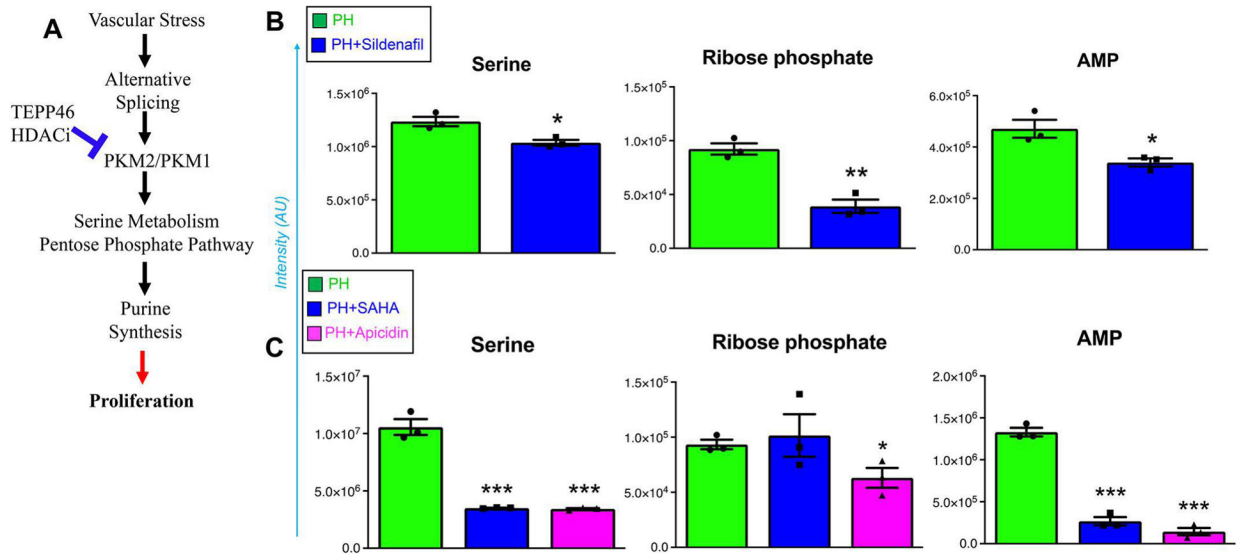 A
Vascular Stress
Alternative
Splicing
TEPP46
HDACi
PKM2/PKM1
Serine Metabolism
Pentose Phosphate Pathway
Purine
Synthesis
Proliferation
B
PH
PH+Sildenafil
Intensity (AU)
Serine
1.5×10⁶
1.0×10⁶
5.0×10⁵
0.0
*
Ribose phosphate
1.5×10⁵
1.0×10⁵
5.0×10⁴
0.0
**
AMP
6.0×10⁵
4.0×10⁵
2.0×10⁵
0.0
*
C
PH
PH+SAHA
PH+Apicidin
Serine
1.5×10⁷
1.0×10⁷
5.0×10⁶
0.0
***
***
Ribose phosphate
1.5×10⁵
1.0×10⁵
5.0×10⁴
0.0
*
AMP
2.0×10⁶
1.5×10⁶
1.0×10⁶
5.0×10⁵
0.0
***
***